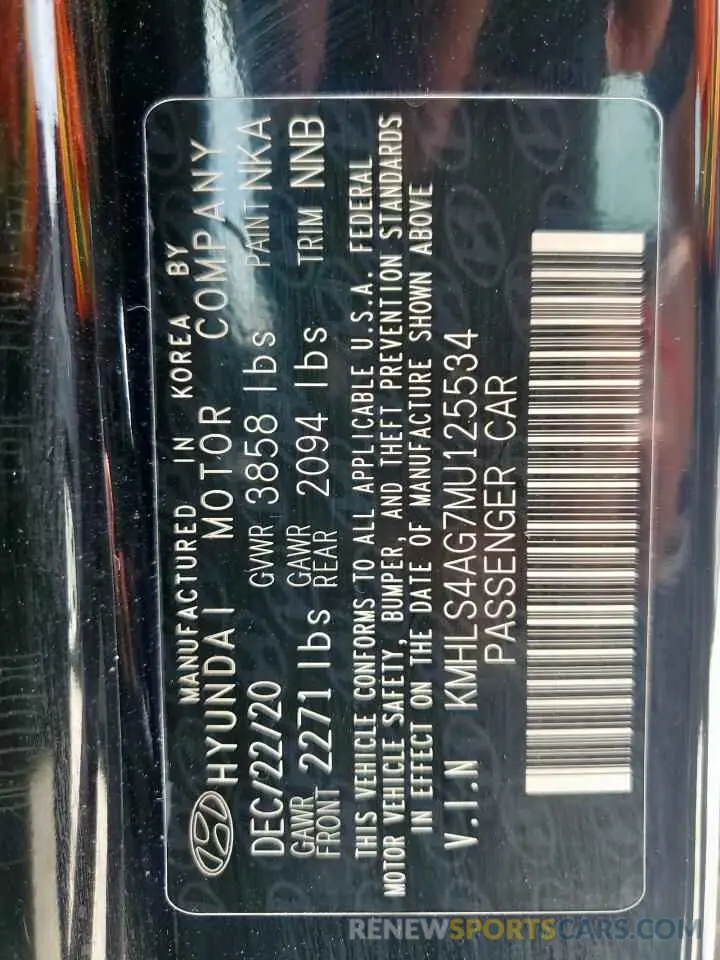 MANUFACTURED IN KOREA BY
HYUNDAI MOTOR COMPANY
DEC/22/20 GVWR 3858 lbs PAINT NKA
GAWR FRONT 2271 lbs GAWR REAR 2094 lbs TRIM NNB
THIS VEHICLE CONFORMS TO ALL APPLICABLE U.S.A. FEDERAL
MOTOR VEHICLE SAFETY, BUMPER, AND THEFT PREVENTION STANDARDS
IN EFFECT ON THE DATE OF MANUFACTURE SHOWN ABOVE
V.I.N KMHLS4AG7MU125534
PASSENGER CAR
RENEWSPORTSCARS.COM